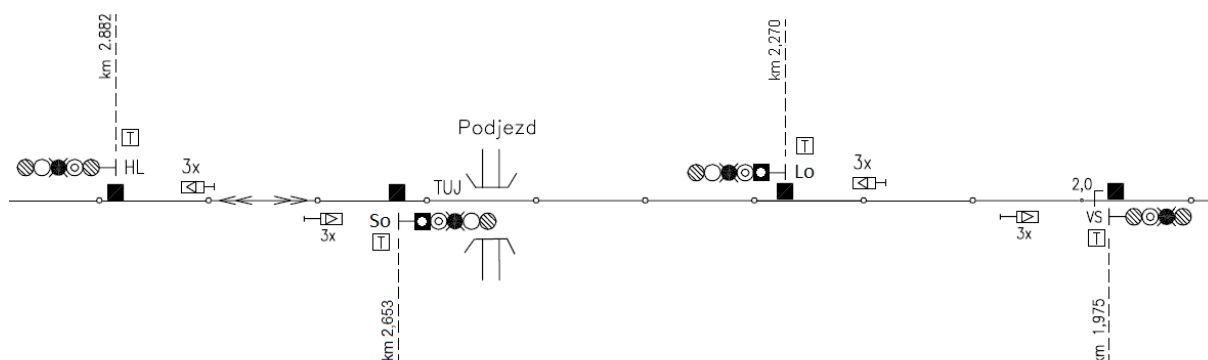 km 2.882
km 2,270
T
HL
3x
Podjezd
T
Lo
3x
TUJ
2,0
So
3x
T
3x
VS
T
km 2,653
km 1,975